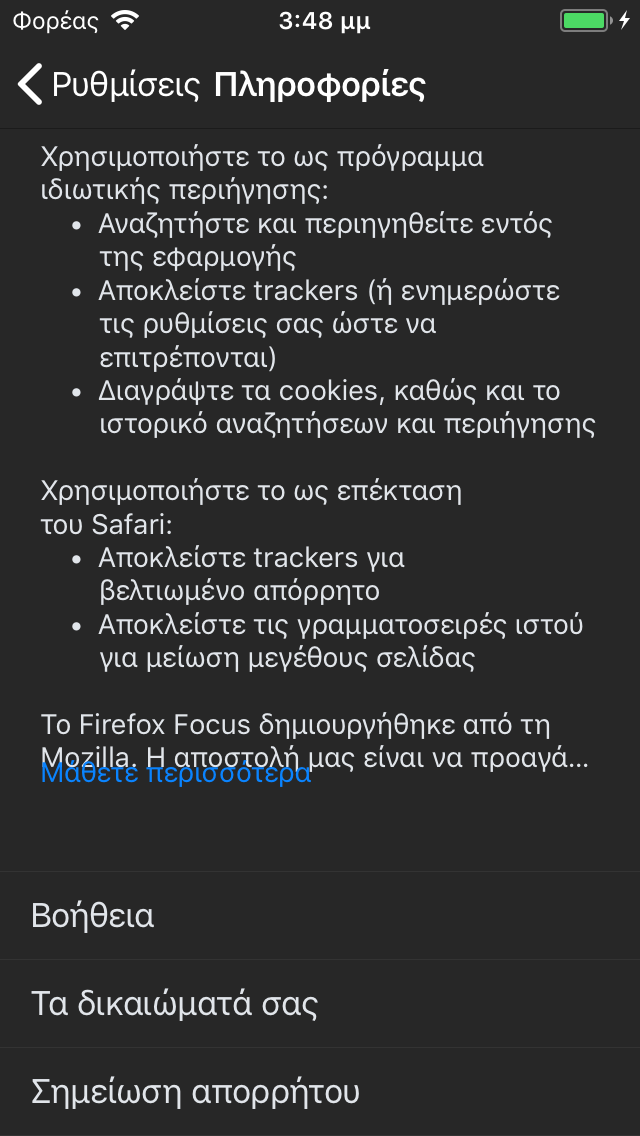 Φορέας 3:48 μμ
Ρυθμίσεις Πληροφορίες
Χρησιμοποιήστε το ως πρόγραμμα
ιδιωτικής περιήγησης:
• Αναζητήστε και περιηγηθείτε εντός
της εφαρμογής
• Αποκλείστε trackers (ή ενημερώστε
τις ρυθμίσεις σας ώστε να
επιτρέπονται)
• Διαγράψτε τα cookies, καθώς και το
ιστορικό αναζητήσεων και περιήγησης
Χρησιμοποιήστε το ως επέκταση
του Safari:
• Αποκλείστε trackers για
βελτιωμένο απόρρητο
• Αποκλείστε τις γραμματοσειρές ιστού
για μείωση μεγέθους σελίδας
Το Firefox Focus δημιουργήθηκε από τη
Mozilla. Η αποστολή μας είναι να προαγά...
Μάθετε περισσότερα
Βοήθεια
Τα δικαιώματά σας
Σημείωση απορρήτου